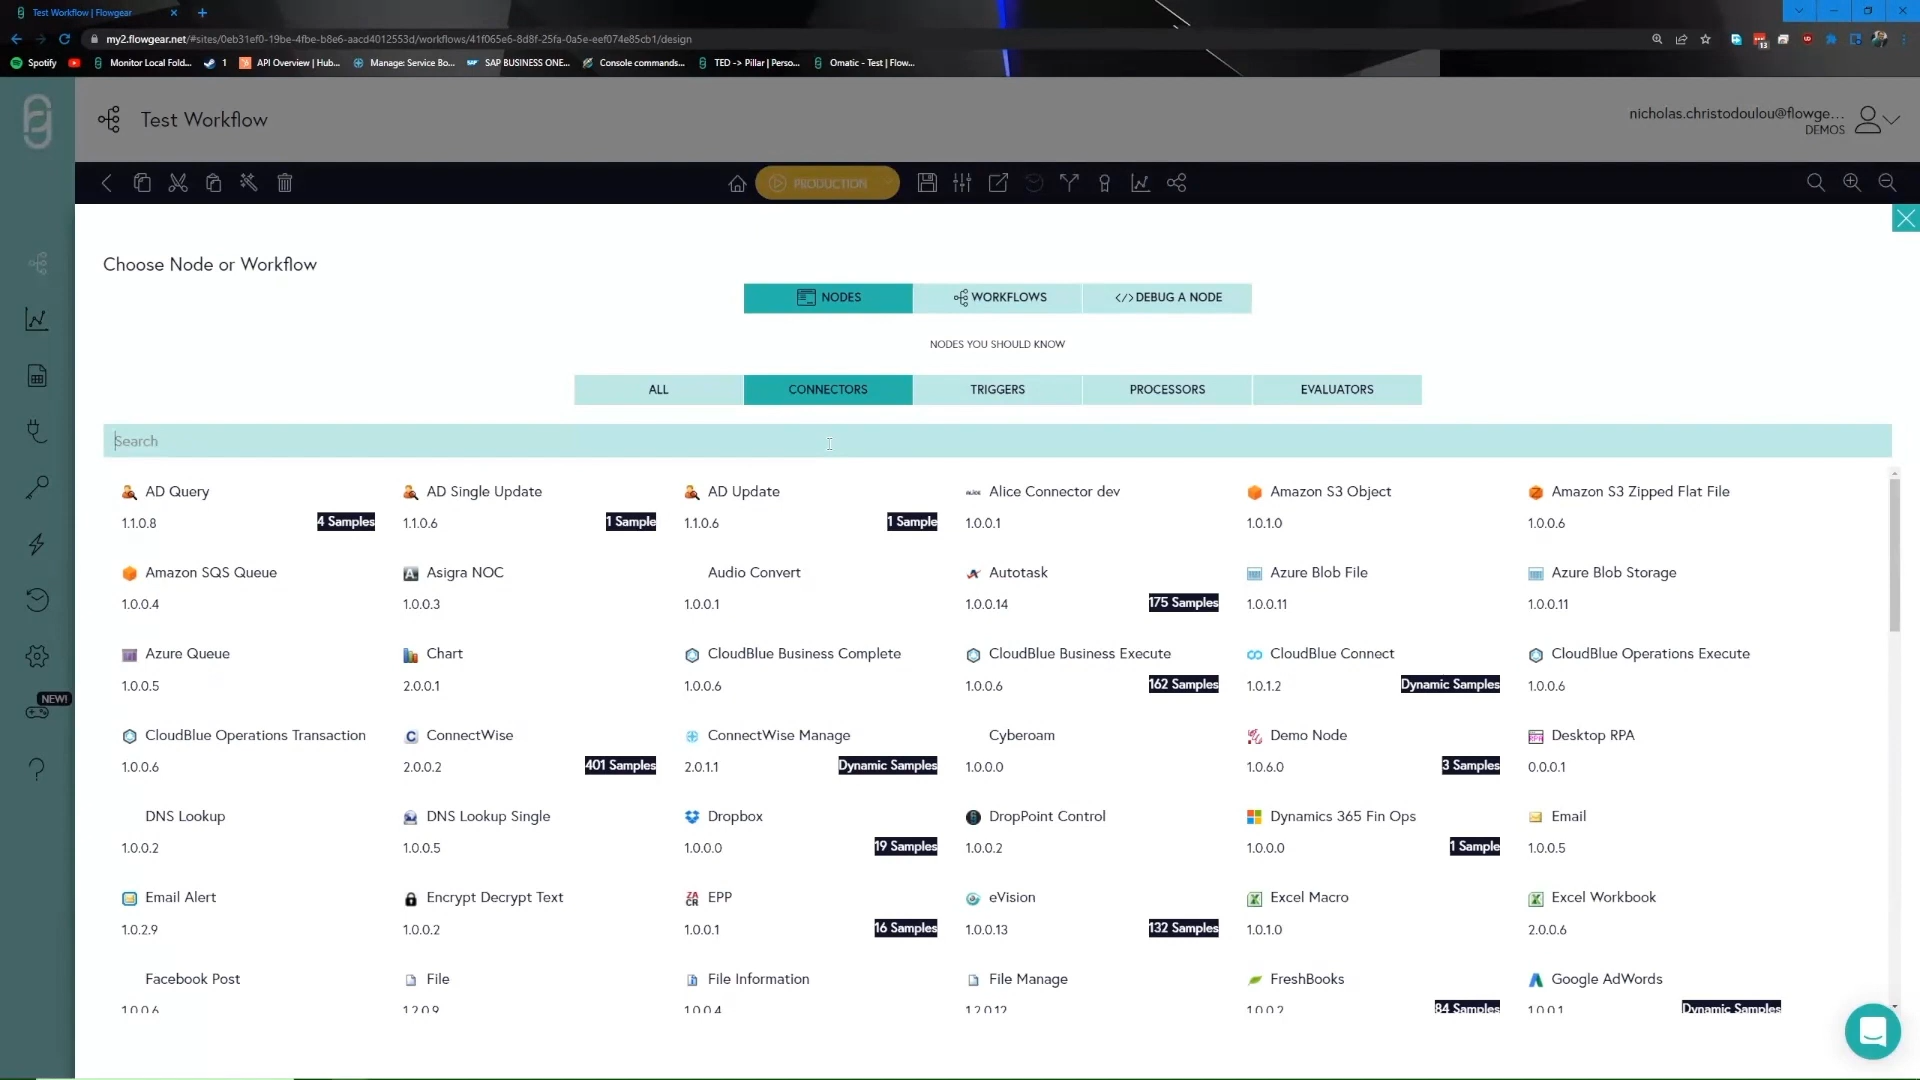 Test Workflow | Flowgear
my2.flowgear.net/#sites/0eb31ef0-19be-4fbe-b8e6-aacd4012553d/workflows/41f065e6-8d8f-25fa-0a5e-eef074e85cb1/design
13
Spotify
1
Monitor Local Fold...
API Overview | Hub...
Manage: Service Bo...
SAP BUSINESS ONE...
Console commands...
TED -> Pillar | Perso...
Omatic - Test | Flow...
Test Workflow
nicholas.christodoulou@flowge...
DEMOS
PRODUCTION
Choose Node or Workflow
NODES WORKFLOWS </> DEBUG A NODE
NODES YOU SHOULD KNOW
ALL CONNECTORS TRIGGERS PROCESSORS EVALUATORS
Search
AD Query AD Single Update AD Update Alice Connector dev Amazon S3 Object Amazon S3 Zipped Flat File
1.1.0.8 4 Samples 1.1.0.6 1 Sample 1.1.0.6 1 Sample 1.0.0.1 1.0.1.0 1.0.0.6
Amazon SQS Queue Asigra NOC Audio Convert Autotask Azure Blob File Azure Blob Storage
1.0.0.4 1.0.0.3 1.0.0.1 1.0.0.14 175 Samples 1.0.0.11 1.0.0.11
Azure Queue Chart CloudBlue Business Complete CloudBlue Business Execute CloudBlue Connect CloudBlue Operations Execute
1.0.0.5 2.0.0.1 1.0.0.6 1.0.0.6 162 Samples 1.0.1.2 Dynamic Samples 1.0.0.6
NEW!
CloudBlue Operations Transaction ConnectWise ConnectWise Manage Cyberoam Demo Node Desktop RPA
1.0.0.6 2.0.0.2 401 Samples 2.0.1.1 Dynamic Samples 1.0.0.0 1.0.6.0 3 Samples 0.0.0.1
DNS Lookup DNS Lookup Single Dropbox DropPoint Control Dynamics 365 Fin Ops Email
1.0.0.2 1.0.0.5 1.0.0.0 19 Samples 1.0.0.2 1.0.0.0 1 Sample 1.0.0.5
Email Alert Encrypt Decrypt Text EPP eVision Excel Macro Excel Workbook
1.0.2.9 1.0.0.2 1.0.0.1 16 Samples 1.0.0.13 132 Samples 1.0.1.0 2.0.0.6
Facebook Post File File Information File Manage FreshBooks Google AdWords
1.0.0.6 1.2.0.9 1.0.0.4 1.2.0.12 1.0.0.2 84 Samples 1.0.0.1 Dynamic Samples